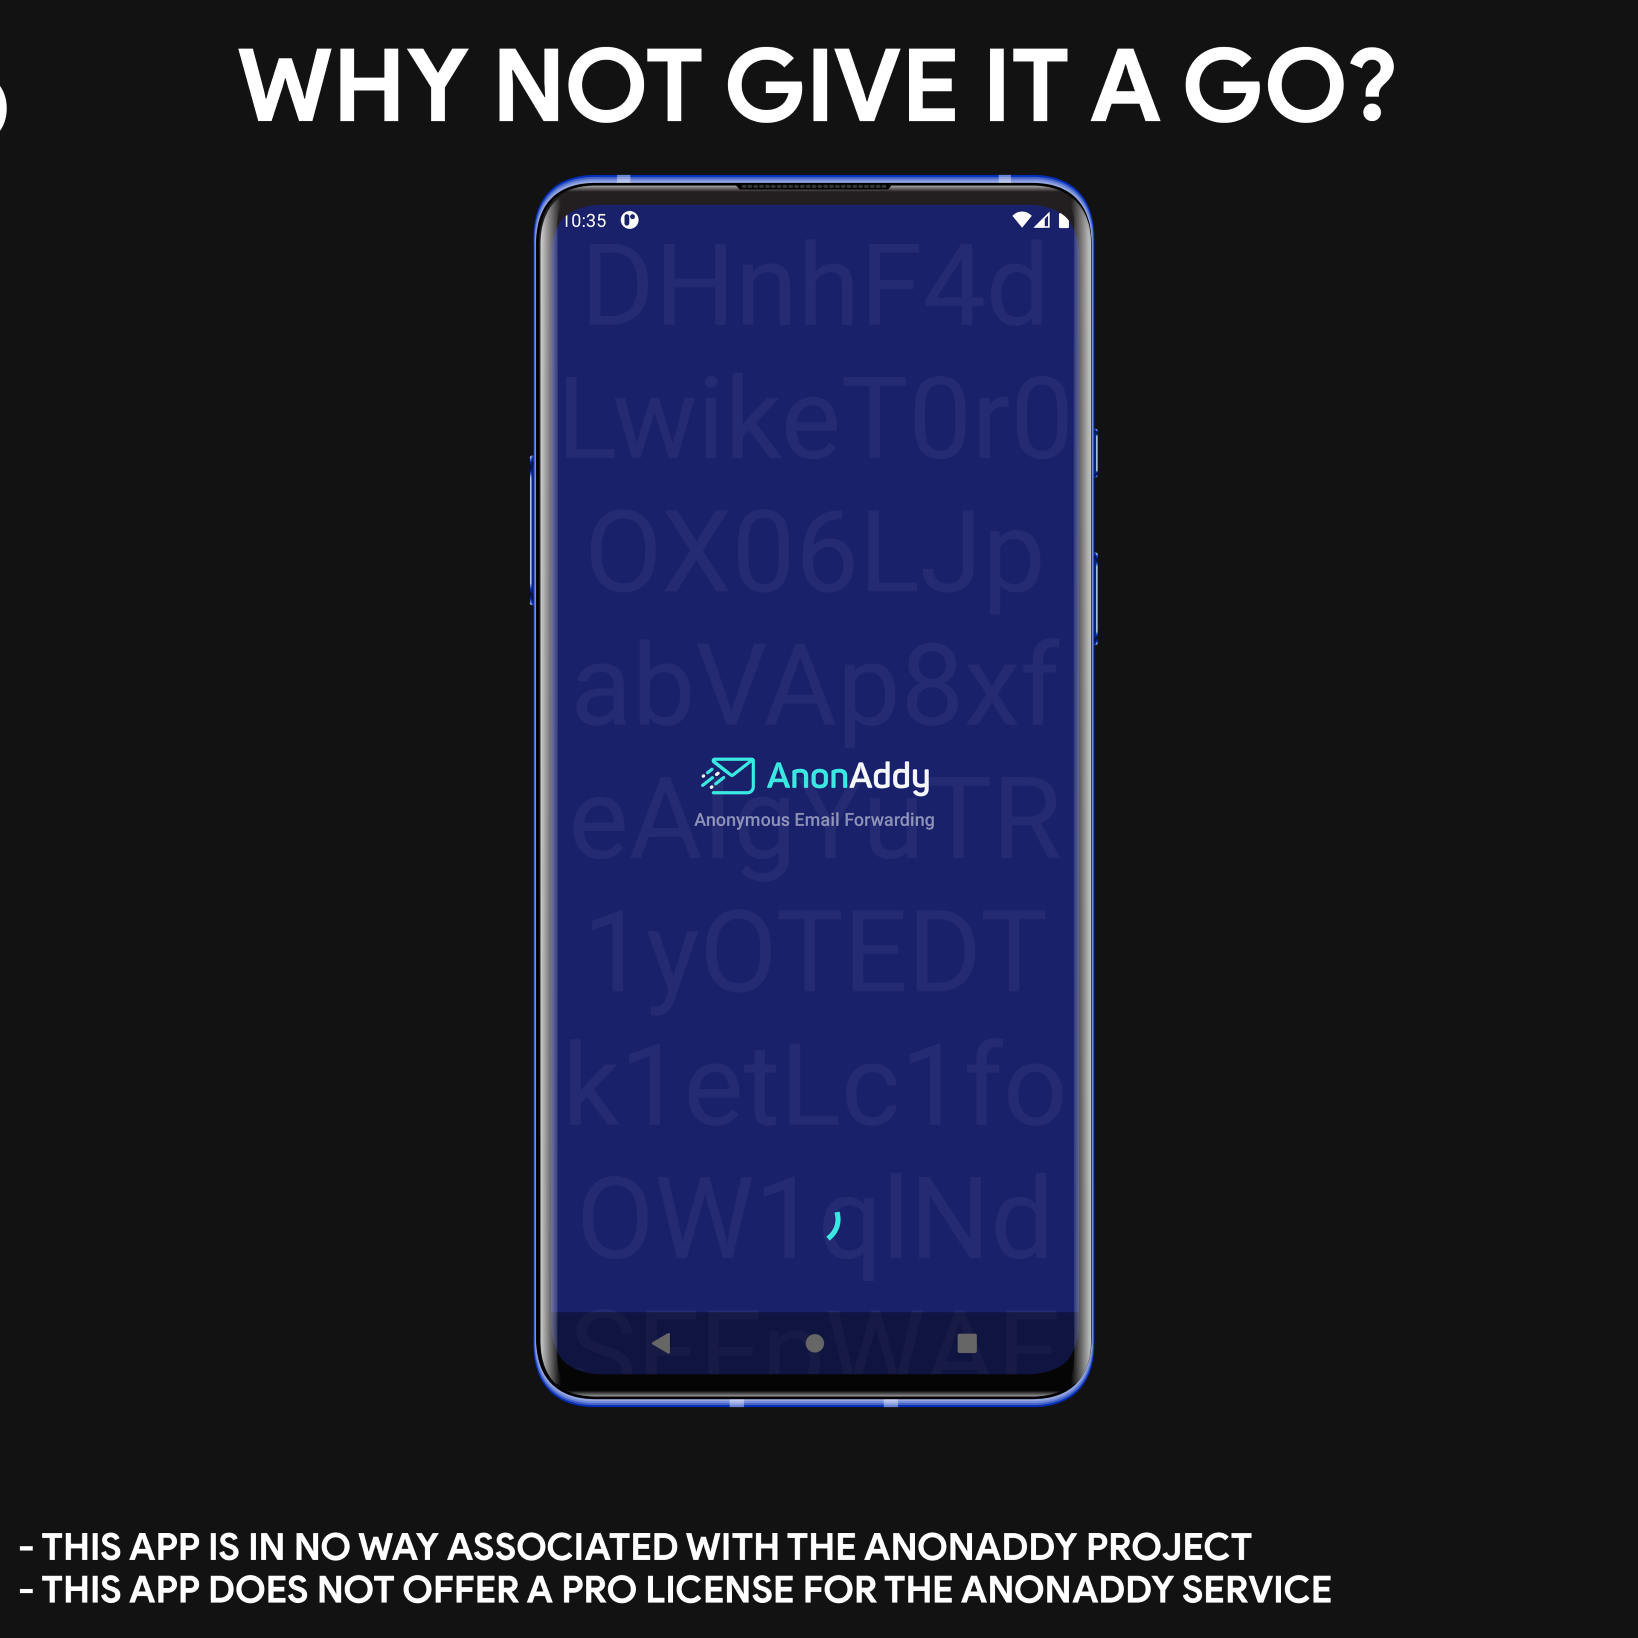 WHY NOT GIVE IT A GO?
10:35
DHnhF4d
LwikeT0r0
OX06LJp
abVAp8xf
AnonAddy
Anonymous Email Forwarding
1yOTEDT
k1etLc1fo
OW1qlNd
- THIS APP IS IN NO WAY ASSOCIATED WITH THE ANONADDY PROJECT
- THIS APP DOES NOT OFFER A PRO LICENSE FOR THE ANONADDY SERVICE